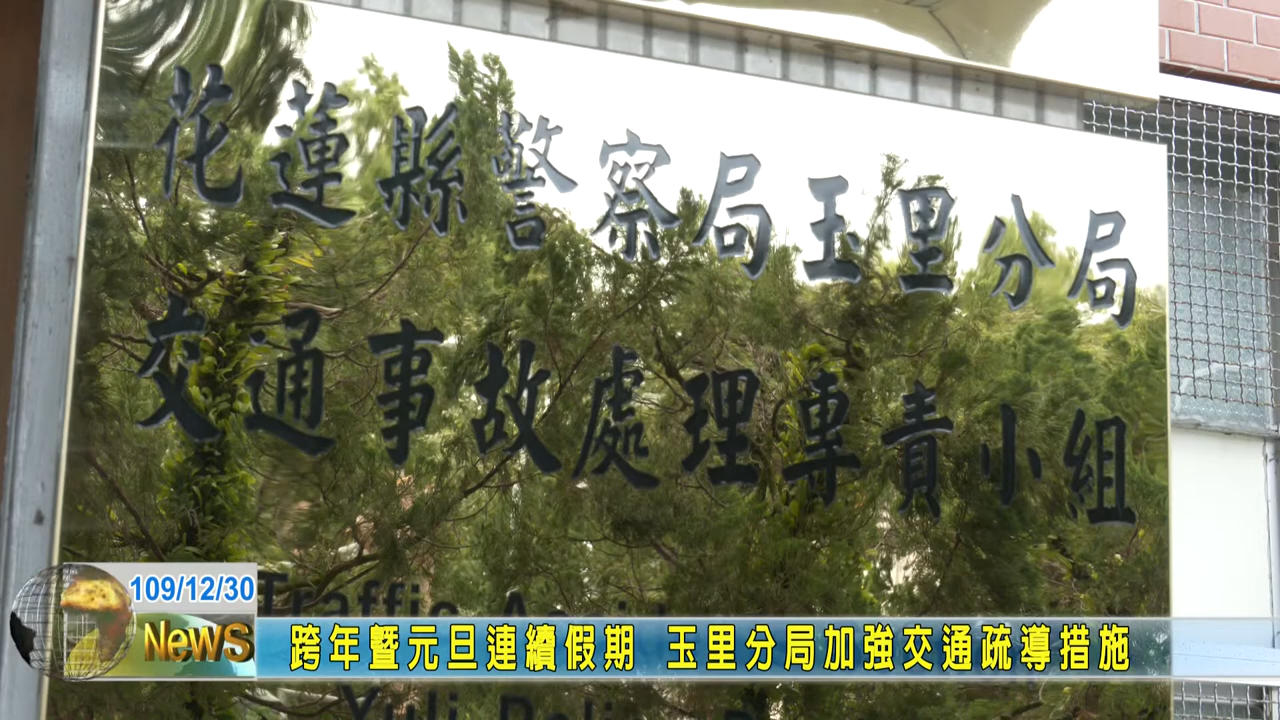 花蓮縣警察局玉里分局
交通事故處理專責小組
Traffic
109/12/30
News
跨年暨元旦連續假期 玉里分局加強交通疏導措施
Yuli